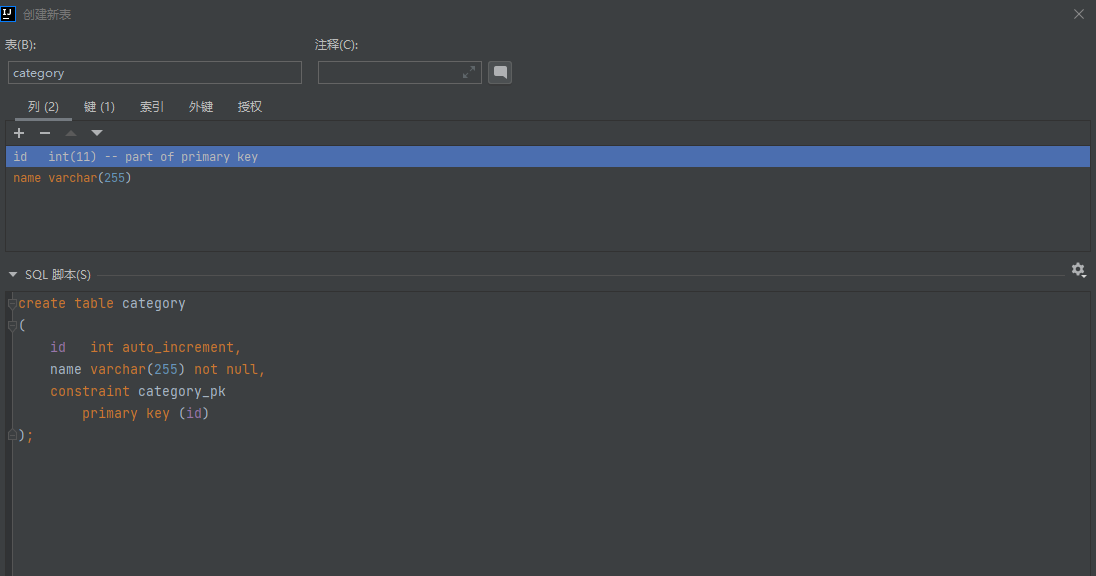 IJ 创建新表
表(B): 注释(C):
category
列 (2) 键 (1) 索引 外键 授权
id int(11) -- part of primary key
name varchar(255)
SQL 脚本(S)
create table category
(
    id   int auto_increment,
    name varchar(255) not null,
    constraint category_pk
        primary key (id)
);